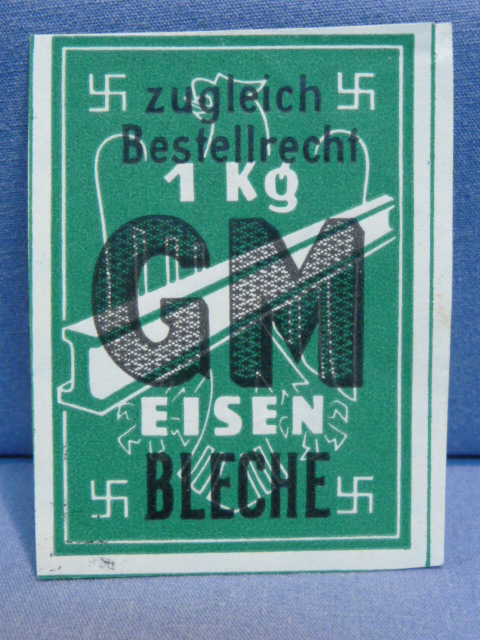 zugleich
Bestellrecht
1 Kg
GM
EISEN
BLECHE